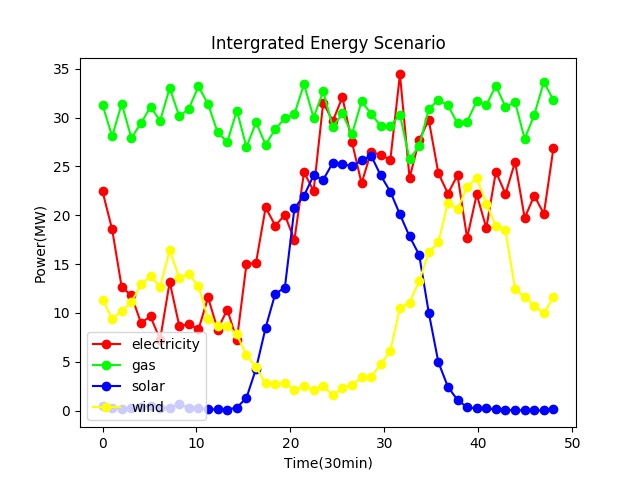 Intergrated Energy Scenario
Power(MW)
35
30
25
20
15
10
5
0
electricity
gas
solar
wind
0 10 20 30 40 50
Time(30min)